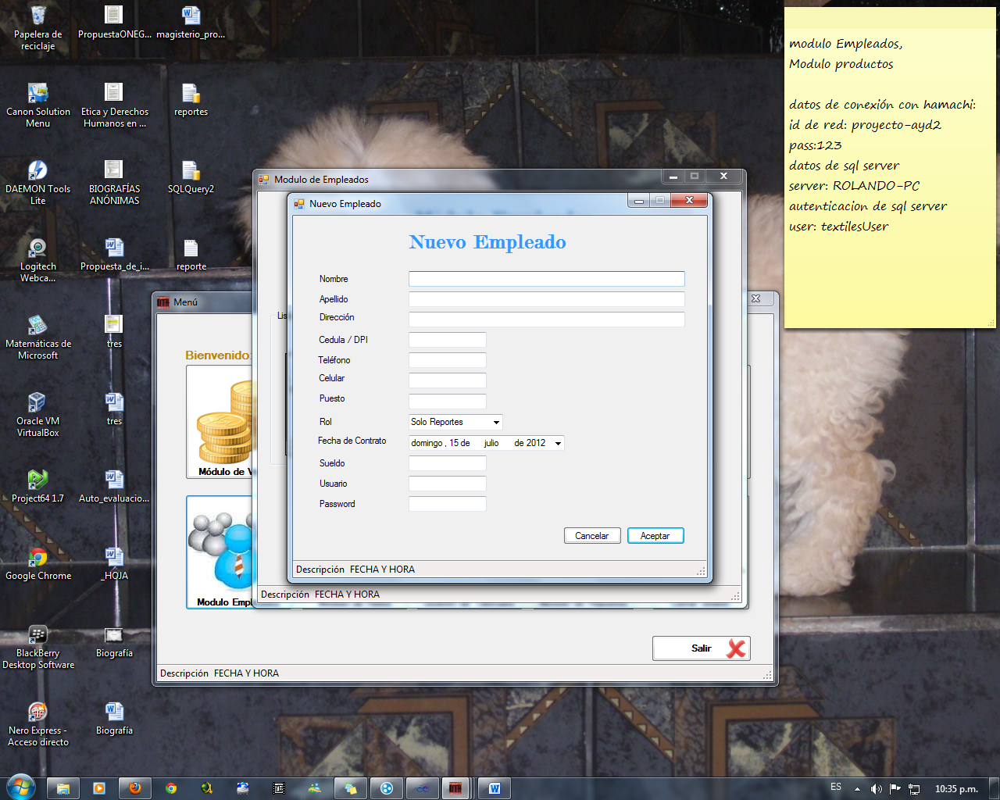 Papelera de
reciclaje
PropuestaONEG...
magisterio_pro...
Canon Solution
Menu
Etica y Derechos
Humanos en ...
reportes
DAEMON Tools
Lite
BIOGRAFÍAS
ANÓNIMAS
SQLQuery2
Logitech
Webca...
Propuesta_de_i...
reporte
Matemáticas de
Microsoft
tres
Oracle VM
VirtualBox
tres
Project64 1.7
Auto_evaluacio...
Google Chrome
_HOJA
BlackBerry
Desktop Software
Biografía
Nero Express -
Acceso directo
Biografía
modulo Empleados,
Modulo productos
datos de conexión con hamachi:
id de red: proyecto-ayd2
pass:123
datos de sql server
server: ROLANDO-PC
autenticacion de sql server
user: textilesUser
Menú
Bienvenido:
Módulo de V
Modulo Emp
Salir
Descripción FECHA Y HORA
Modulo de Empleados
Lis
Descripción FECHA Y HORA
Nuevo Empleado
Nuevo Empleado
Nombre
Apellido
Dirección
Cedula / DPI
Teléfono
Celular
Puesto
Rol Solo Reportes
Fecha de Contrato domingo , 15 de julio de 2012
Sueldo
Usuario
Password
Cancelar Aceptar
Descripción FECHA Y HORA
ES 10:35 p.m.